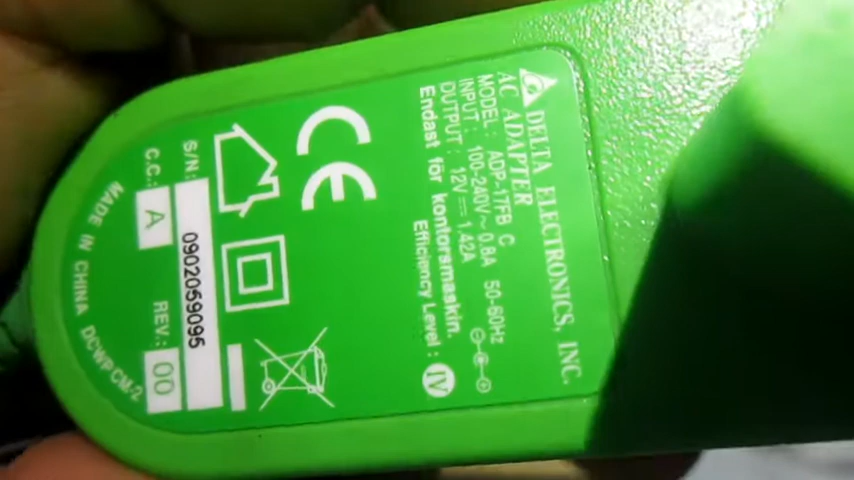 DELTA ELECTRONICS, INC.
AC ADAPTER
MODEL: ADP-17FB C
INPUT: 100-240V~0.8A 50-60Hz
OUTPUT: 12V⎓1.42A
Endast för kontorsmaskin.
Efficiency Level: IV
CE
S/N: 0902059095
C.C.: A REV.: 00
MADE IN CHINA DCWP CM-2